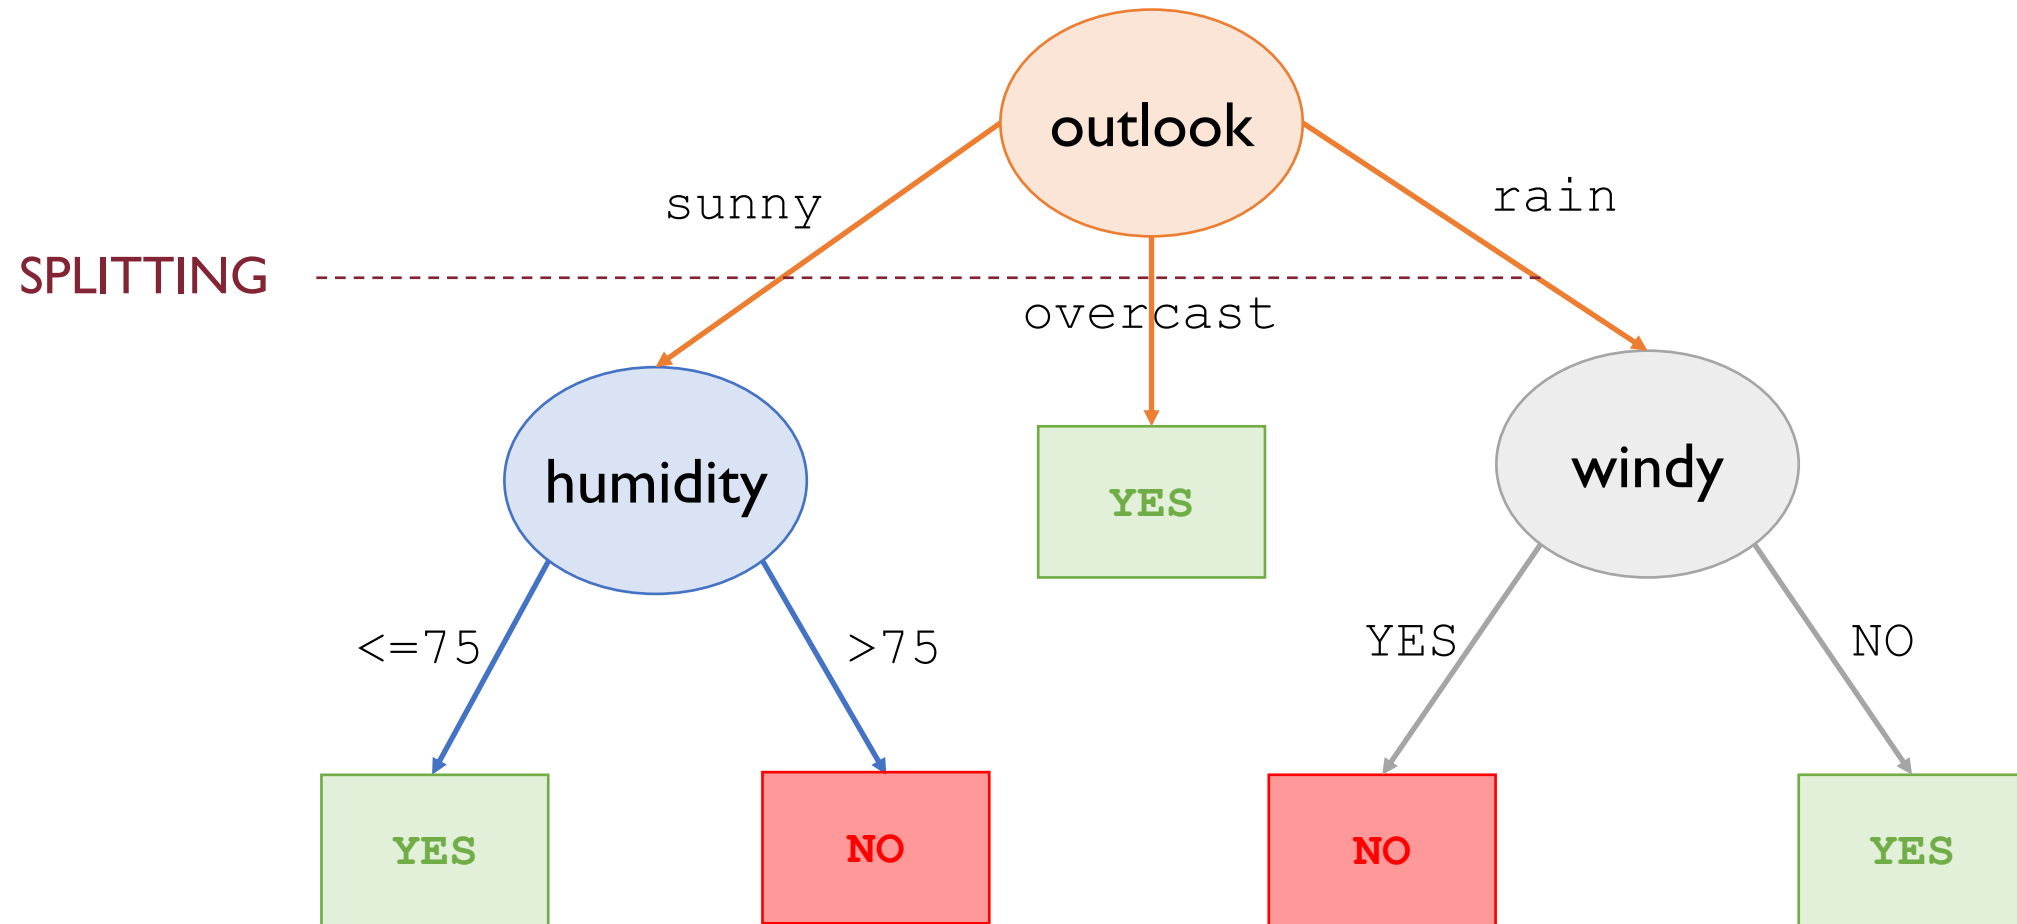 outlook
sunny
rain
SPLITTING
overcast
humidity
YES
windy
<=75
>75
YES
NO
YES
NO
NO
YES